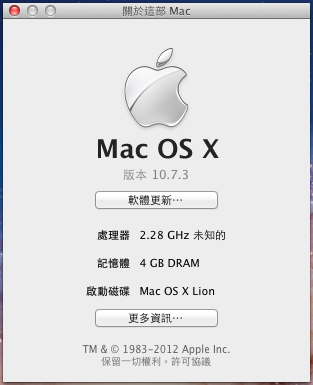 關於這部 Mac
Mac OS X
版本 10.7.3
軟體更新⋯
處理器 2.28 GHz 未知的
記憶體 4 GB DRAM
啟動磁碟 Mac OS X Lion
更多資訊⋯
TM & © 1983-2012 Apple Inc.
保留一切權利。許可協議